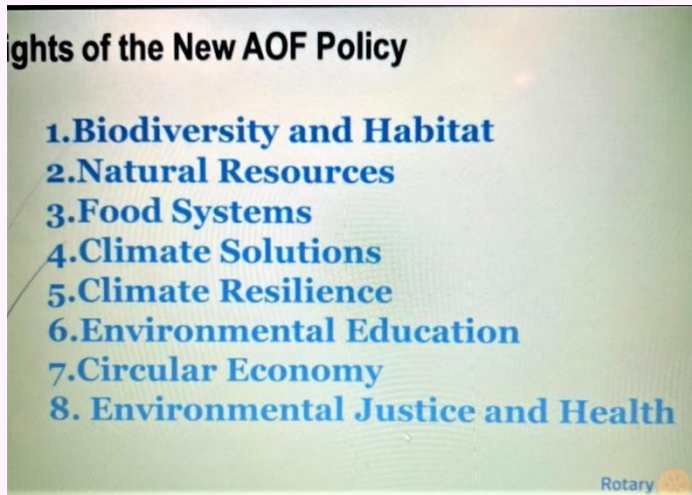 ights of the New AOF Policy
1.Biodiversity and Habitat
2.Natural Resources
3.Food Systems
4.Climate Solutions
5.Climate Resilience
6.Environmental Education
7.Circular Economy
8. Environmental Justice and Health
Rotary